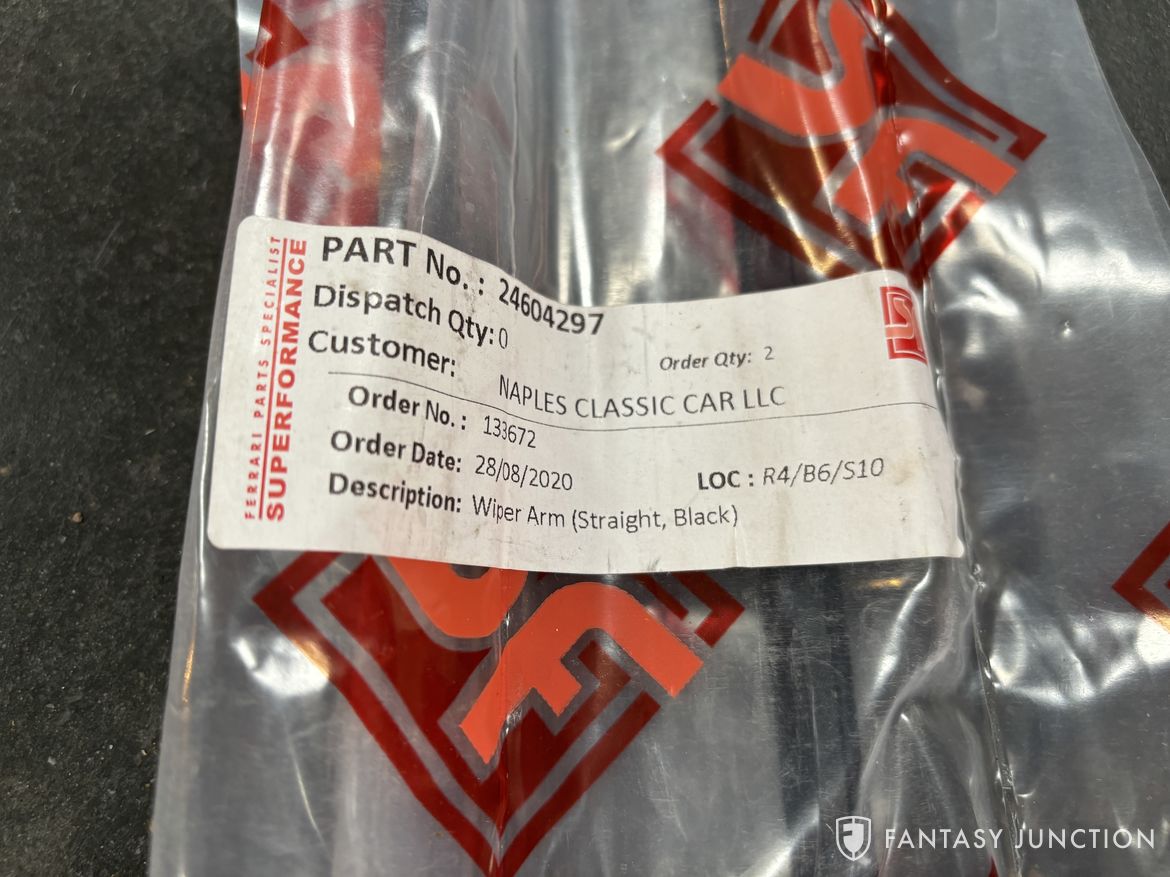 FERRARI PARTS SPECIALIST
SUPERFORMANCE
PART No. : 24604297
Dispatch Qty: 0
Order Qty: 2
Customer: NAPLES CLASSIC CAR LLC
Order No. : 133672
Order Date: 28/08/2020
LOC : R4/B6/S10
Description: Wiper Arm (Straight, Black)
FANTASY JUNCTION